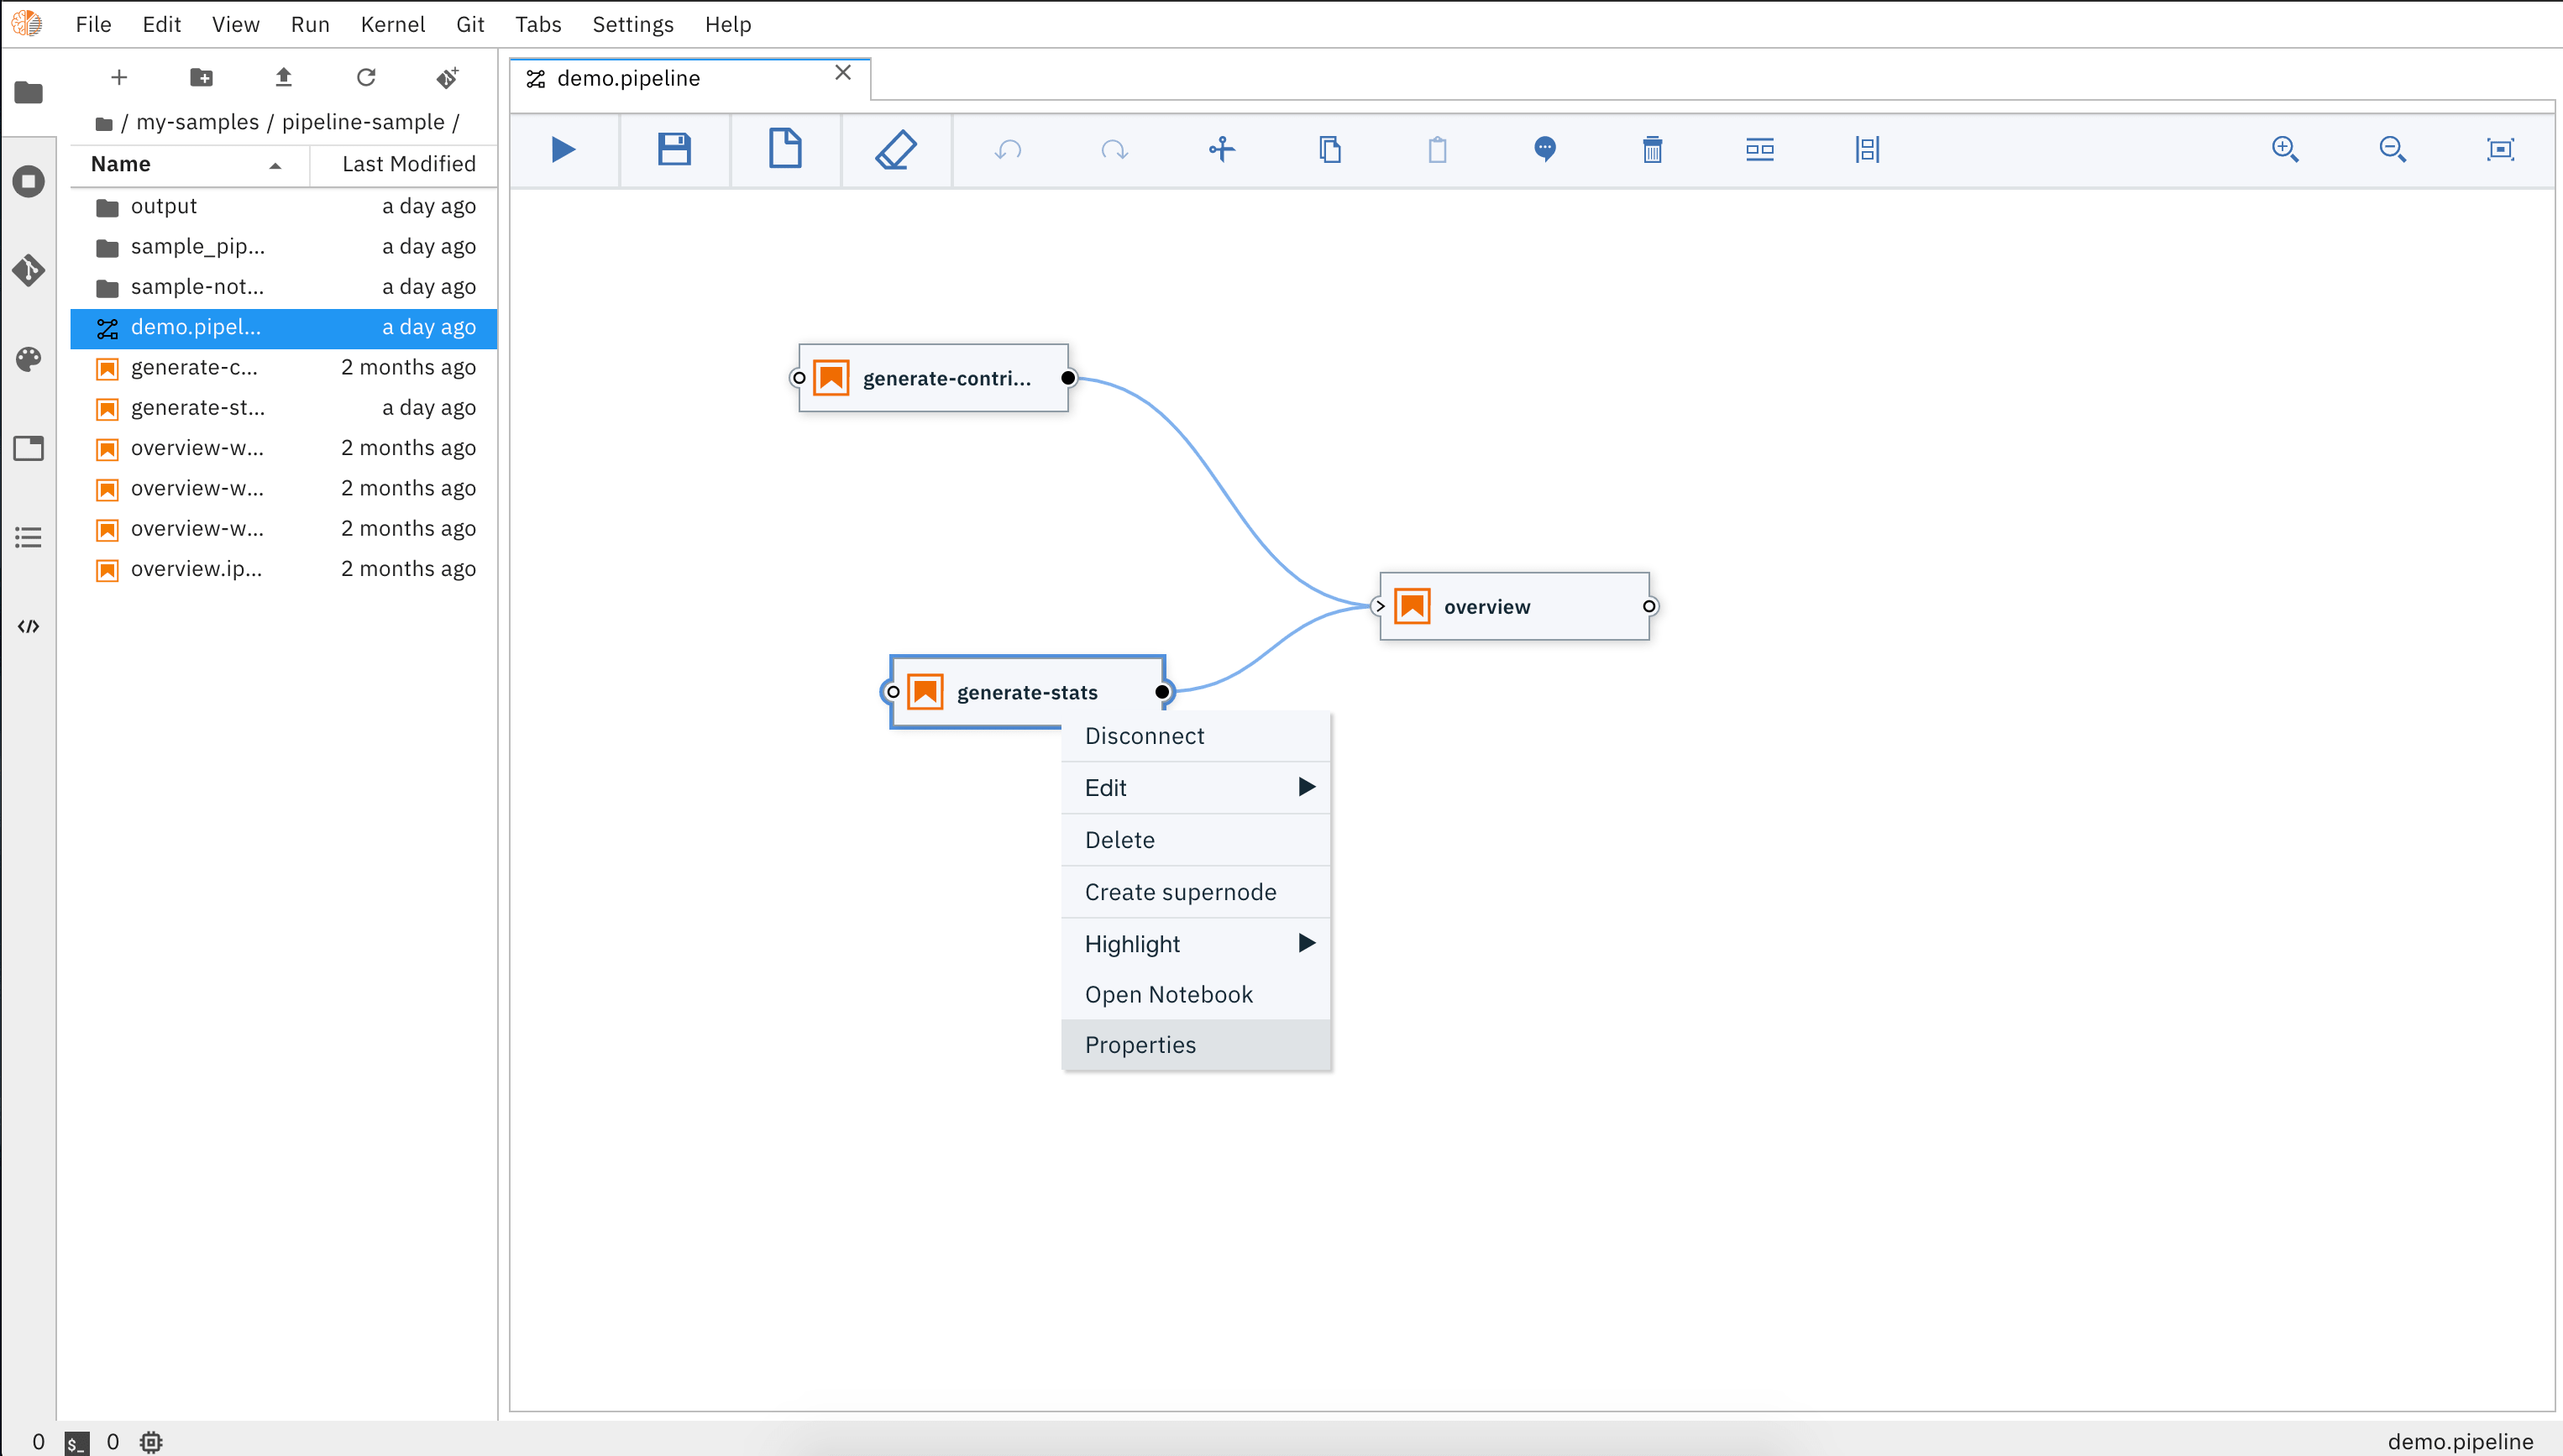 File Edit View Run Kernel Git Tabs Settings Help
demo.pipeline
/ my-samples / pipeline-sample /
Name Last Modified
output a day ago
sample_pip... a day ago
sample-not... a day ago
demo.pipel... a day ago
generate-c... 2 months ago
generate-st... a day ago
overview-w... 2 months ago
overview-w... 2 months ago
overview-w... 2 months ago
overview.ip... 2 months ago
generate-contri...
overview
generate-stats
Disconnect
Edit
Delete
Create supernode
Highlight
Open Notebook
Properties
0 $_ 0
demo.pipeline